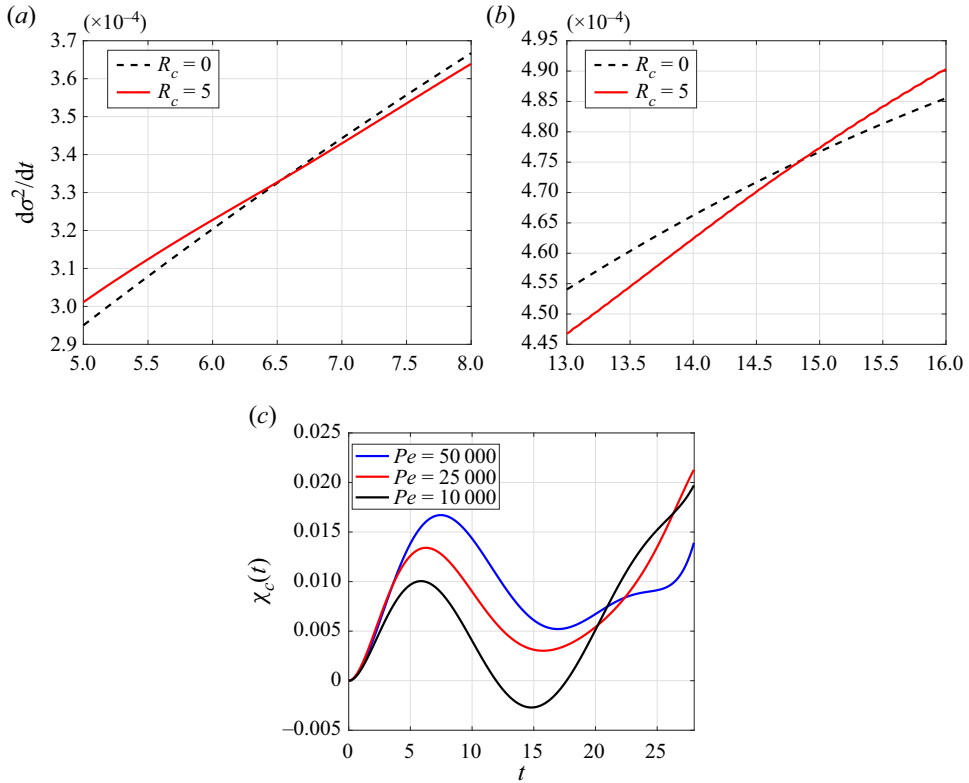 (a)
(×10⁻⁴)
3.7
3.6
3.5
3.4
3.3
3.2
3.1
3.0
2.9
dσ²/dt
R_c = 0
R_c = 5
5.0 5.5 6.0 6.5 7.0 7.5 8.0
(b)
(×10⁻⁴)
4.95
4.90
4.85
4.80
4.75
4.65
4.60
4.55
4.50
4.45
R_c = 0
R_c = 5
13.0 13.5 14.0 14.5 15.0 15.5 16.0
(c)
0.025
0.020
0.015
0.010
0.005
0
−0.005
χ_c(t)
Pe = 50 000
Pe = 25 000
Pe = 10 000
0 5 10 15 20 25
t